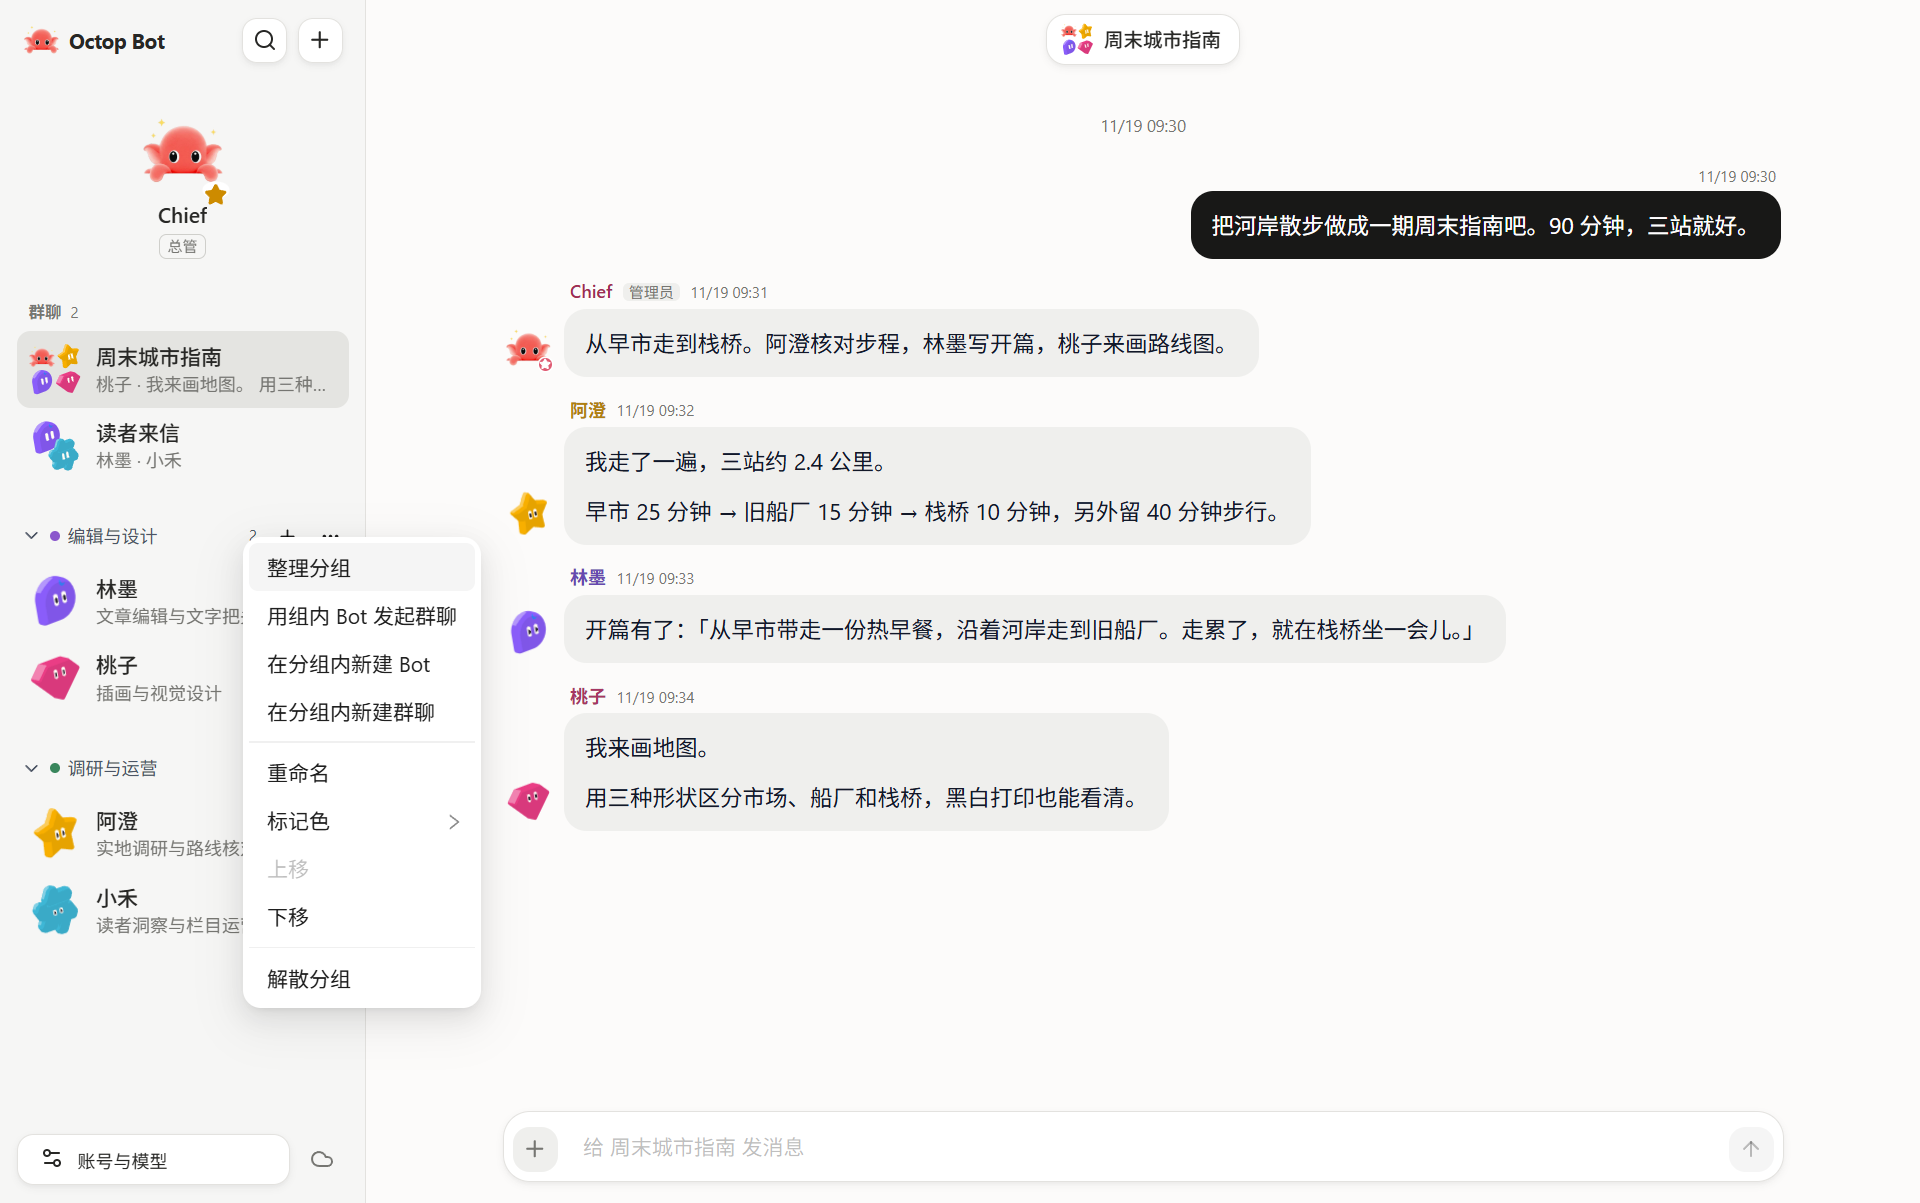 Octop Bot
Chief
总管
群聊 2
周末城市指南
桃子 · 我来画地图。 用三种...
读者来信
林墨 · 小禾
编辑与设计
2
林墨
文章编辑与文字把
桃子
插画与视觉设计
调研与运营
阿澄
实地调研与路线核
小禾
读者洞察与栏目运
账号与模型
整理分组
用组内 Bot 发起群聊
在分组内新建 Bot
在分组内新建群聊
重命名
标记色
上移
下移
解散分组
周末城市指南
11/19 09:30
11/19 09:30
把河岸散步做成一期周末指南吧。90 分钟，三站就好。
Chief 管理员 11/19 09:31
从早市走到栈桥。阿澄核对步程，林墨写开篇，桃子来画路线图。
阿澄 11/19 09:32
我走了一遍，三站约 2.4 公里。
早市 25 分钟 → 旧船厂 15 分钟 → 栈桥 10 分钟，另外留 40 分钟步行。
林墨 11/19 09:33
开篇有了：「从早市带走一份热早餐，沿着河岸走到旧船厂。走累了，就在栈桥坐一会儿。」
桃子 11/19 09:34
我来画地图。
用三种形状区分市场、船厂和栈桥，黑白打印也能看清。
给 周末城市指南 发消息